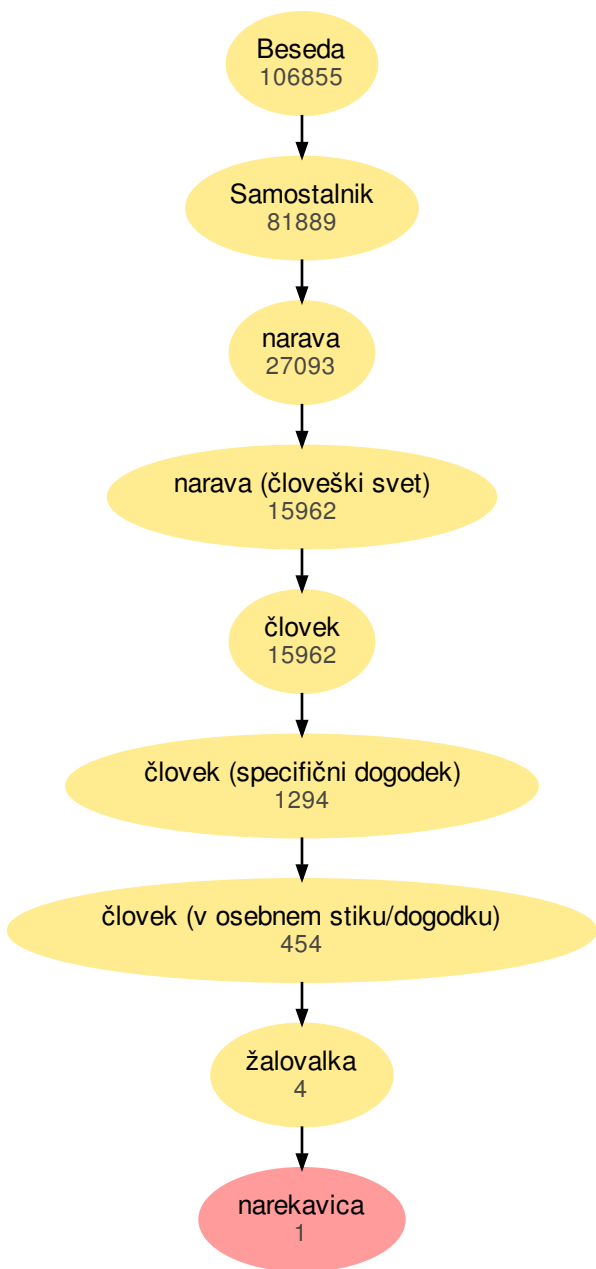 Beseda
106855
Samostalnik
81889
narava
27093
narava (človeški svet)
15962
človek
15962
človek (specifični dogodek)
1294
človek (v osebnem stiku/dogodku)
454
žalovalka
4
narekavica
1